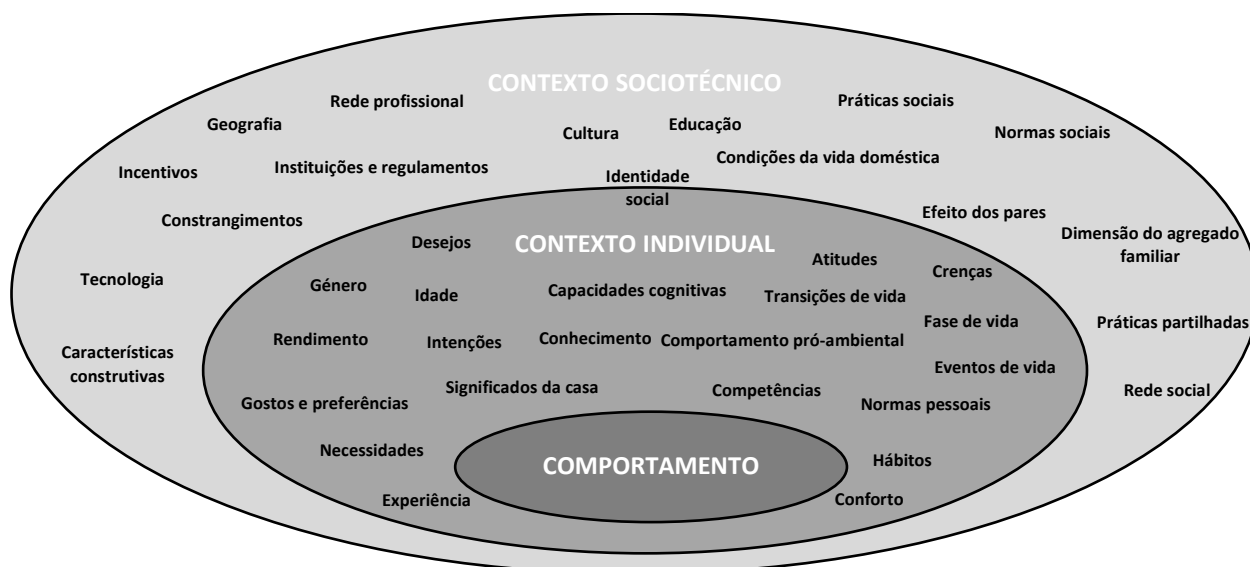 CONTEXTO SOCIOTÉCNICO
Rede profissional
Práticas sociais
Geografia
Cultura
Educação
Normas sociais
Incentivos
Instituições e regulamentos
Condições da vida doméstica
Identidade
social
Constrangimentos
Efeito dos pares
Dimensão do agregado
familiar
Tecnologia
Práticas partilhadas
Características
construtivas
Rede social
CONTEXTO INDIVIDUAL
Desejos
Atitudes
Crenças
Género
Idade
Capacidades cognitivas
Transições de vida
Fase de vida
Rendimento
Intenções
Conhecimento
Comportamento pró-ambiental
Eventos de vida
Significados da casa
Competências
Gostos e preferências
Normas pessoais
Necessidades
Hábitos
Experiência
Conforto
COMPORTAMENTO